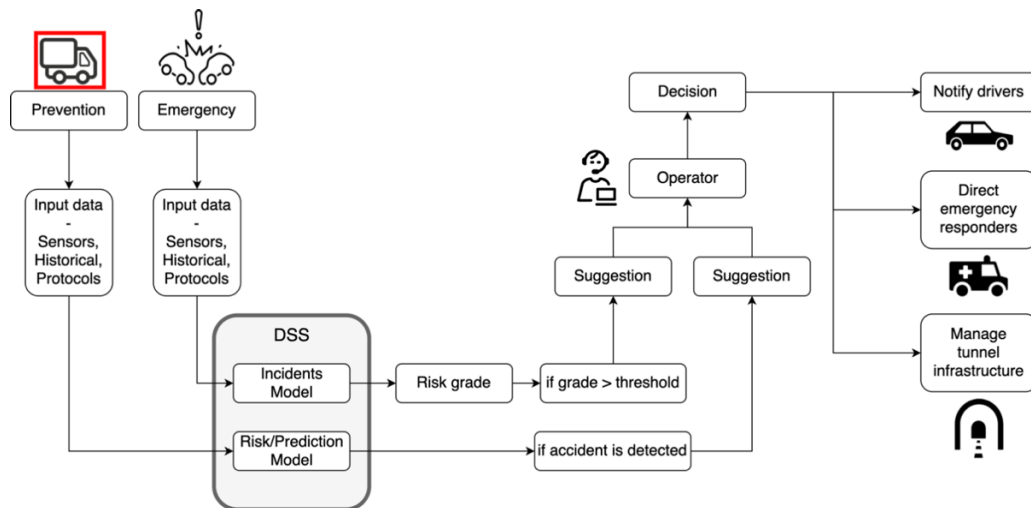 !
Prevention
Emergency
Input data
-
Sensors,
Historical,
Protocols
Input data
-
Sensors,
Historical,
Protocols
DSS
Incidents
Model
Risk/Prediction
Model
Risk grade
if grade > threshold
if accident is detected
Suggestion
Suggestion
Operator
Decision
Notify drivers
Direct
emergency
responders
Manage
tunnel
infrastructure